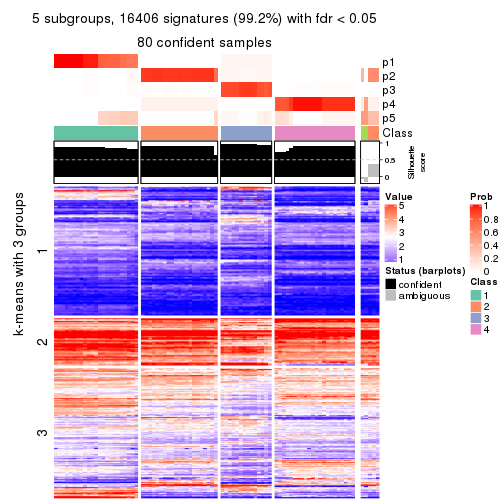 5 subgroups, 16406 signatures (99.2%) with fdr < 0.05
80 confident samples
p1
p2
p3
p4
p5
Class
1
0.5
0
Silhouette
score
k-means with 3 groups
1
2
3
Value
5
4
3
2
1
Status (barplots)
confident
ambiguous
Prob
1
0.8
0.6
0.4
0.2
0
Class
1
2
3
4